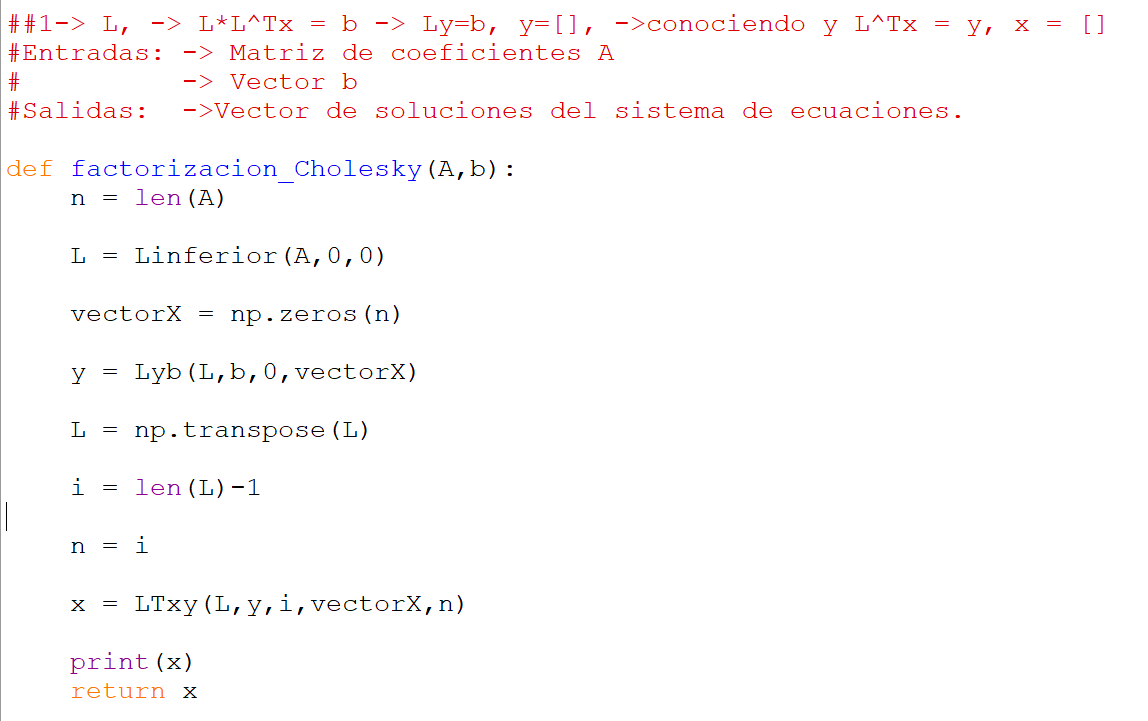 ##1-> L, -> L*L^Tx = b -> Ly=b, y=[], ->conociendo y L^Tx = y, x = []
#Entradas: -> Matriz de coeficientes A
#          -> Vector b
#Salidas:  ->Vector de soluciones del sistema de ecuaciones.
def factorizacion_Cholesky(A,b):
    n = len(A)
    L = Linferior(A,0,0)
    vectorX = np.zeros(n)
    y = Lyb(L,b,0,vectorX)
    L = np.transpose(L)
    i = len(L)-1
    n = i
    x = LTxy(L,y,i,vectorX,n)
    print(x)
    return x